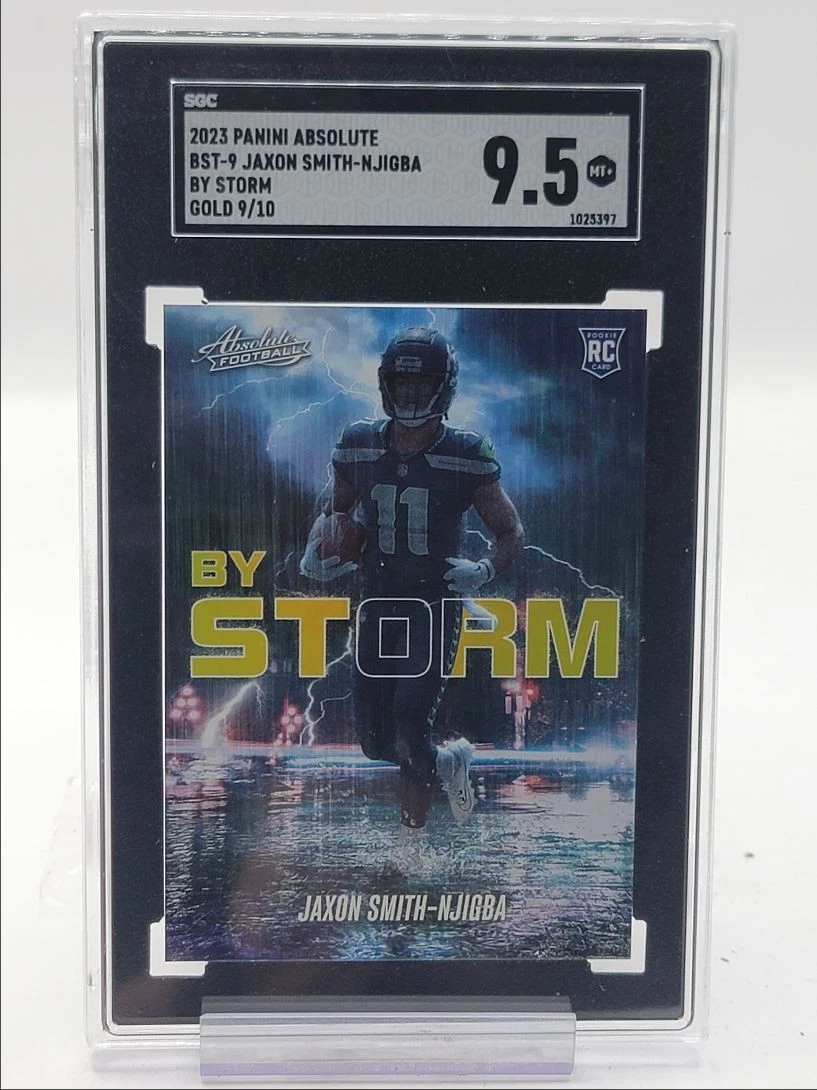 SGC
2023 PANINI ABSOLUTE
BST-9 JAXON SMITH-NJIGBA
BY STORM
GOLD 9/10
9.5
MT+
1025397
Absolute
FOOTBALL
ROOKIE
RC
CARD
11
BY
STORM
JAXON SMITH-NJIGBA